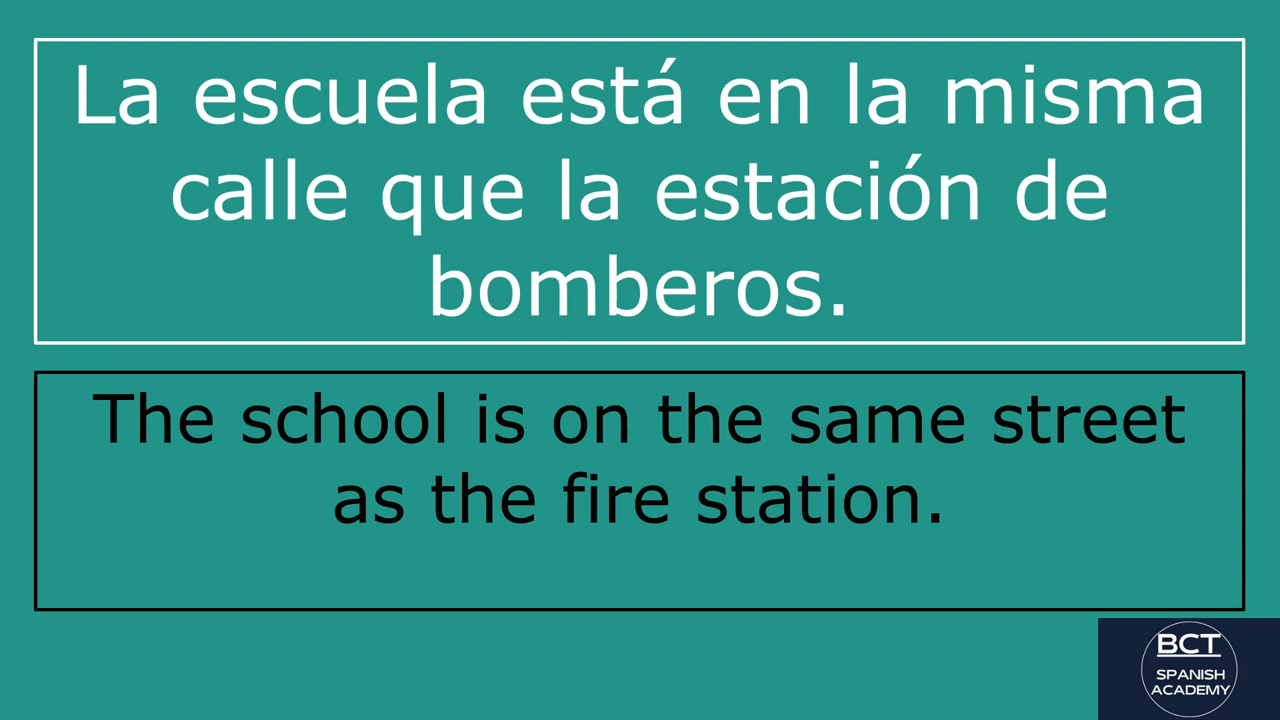 La escuela está en la misma
calle que la estación de
bomberos.
The school is on the same street
as the fire station.
BCT
SPANISH
ACADEMY